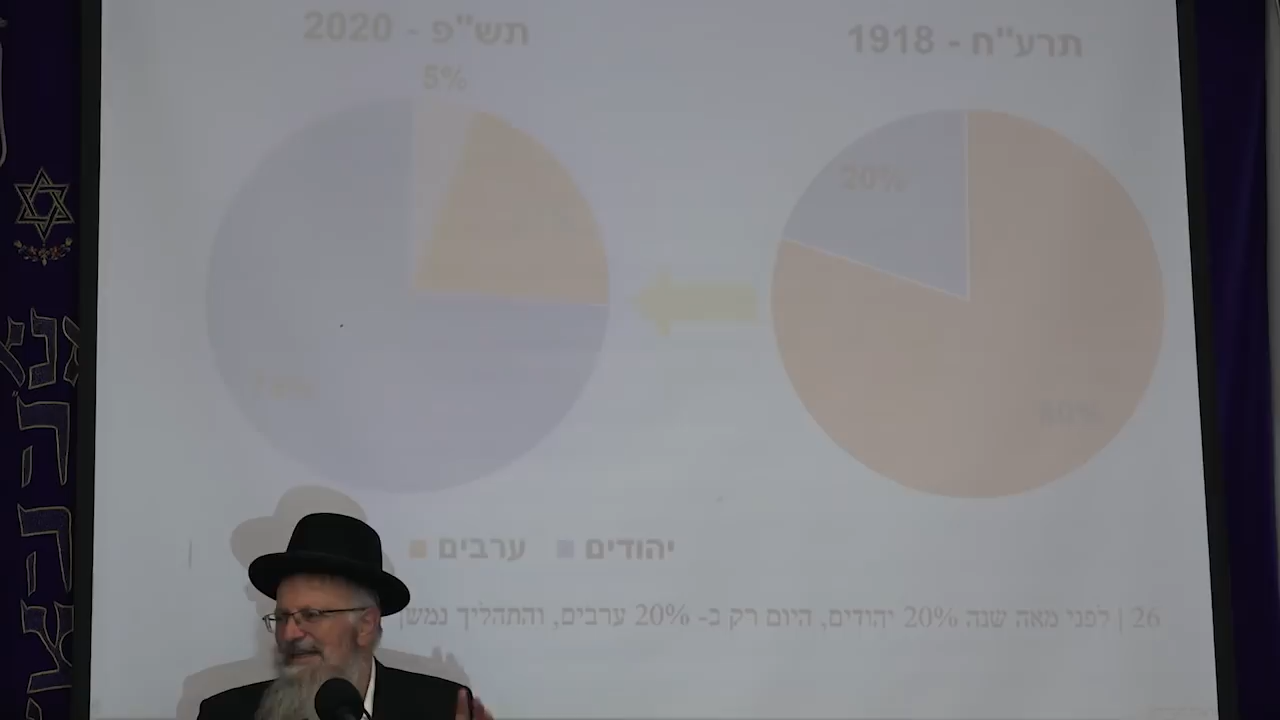 תרע"ח - 1918
תש"פ - 2020
5%
20%
80%
74%
יהודים
ערבים
26 | לפני מאה שנה 20% יהודים, היום רק כ- 20% ערבים, והתהליך נמשך